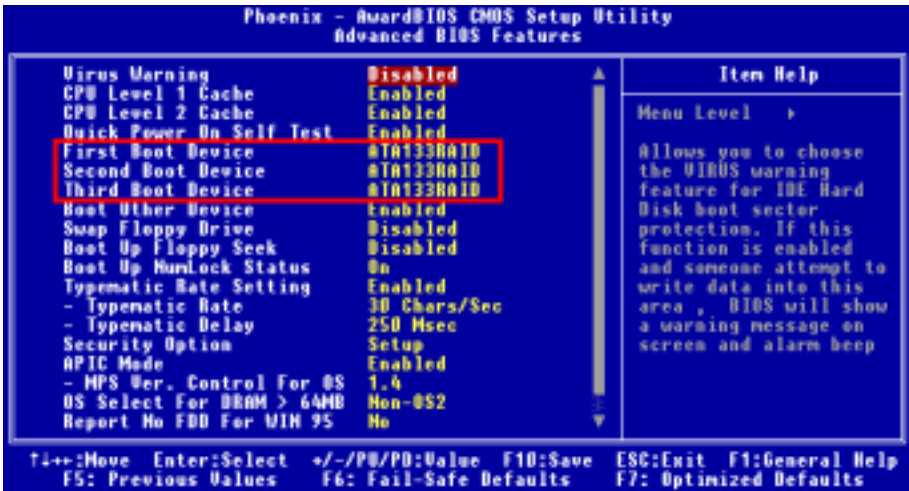 Phoenix - AwardBIOS CMOS Setup Utility
Advanced BIOS Features
Virus Warning Disabled
CPU Level 1 Cache Enabled
CPU Level 2 Cache Enabled
Quick Power On Self Test Enabled
First Boot Device ATA133RAID
Second Boot Device ATA133RAID
Third Boot Device ATA133RAID
Boot Other Device Enabled
Swap Floppy Drive Disabled
Boot Up Floppy Seek Disabled
Boot Up NumLock Status On
Typematic Rate Setting Enabled
- Typematic Rate 30 Chars/Sec
- Typematic Delay 250 Msec
Security Option Setup
APIC Mode Enabled
- MPS Ver. Control For OS 1.4
OS Select For DRAM > 64MB Non-OS2
Report No FDD For WIN 95 No
Item Help
Menu Level
Allows you to choose
the VIRUS warning
feature for IDE Hard
Disk boot sector
protection. If this
function is enabled
and someone attempt to
write data into this
area , BIOS will show
a warning message on
screen and alarm beep
↑↓→←:Move Enter:Select +/-/PU/PD:Value F10:Save ESC:Exit F1:General Help
F5: Previous Values F6: Fail-Safe Defaults F7: Optimized Defaults